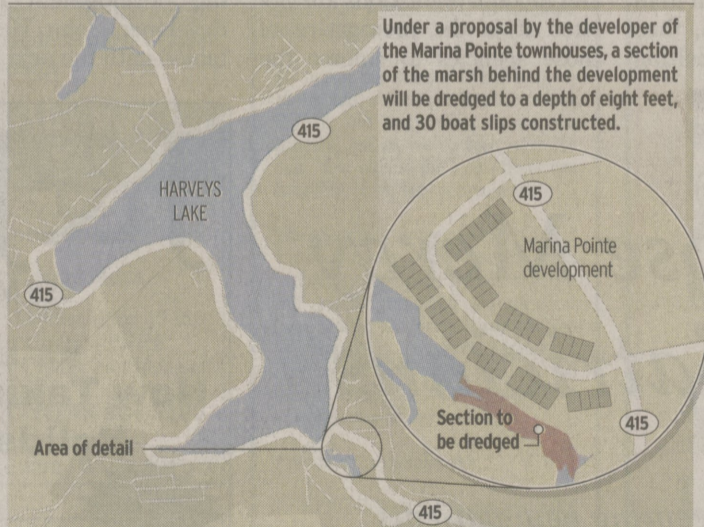 Under a proposal by the developer of
the Marina Pointe townhouses, a section
of the marsh behind the development
will be dredged to a depth of eight feet,
and 30 boat slips constructed.
415
HARVEYS
LAKE
415
415
Marina Pointe
development
Section to
be dredged
415
Area of detail
415